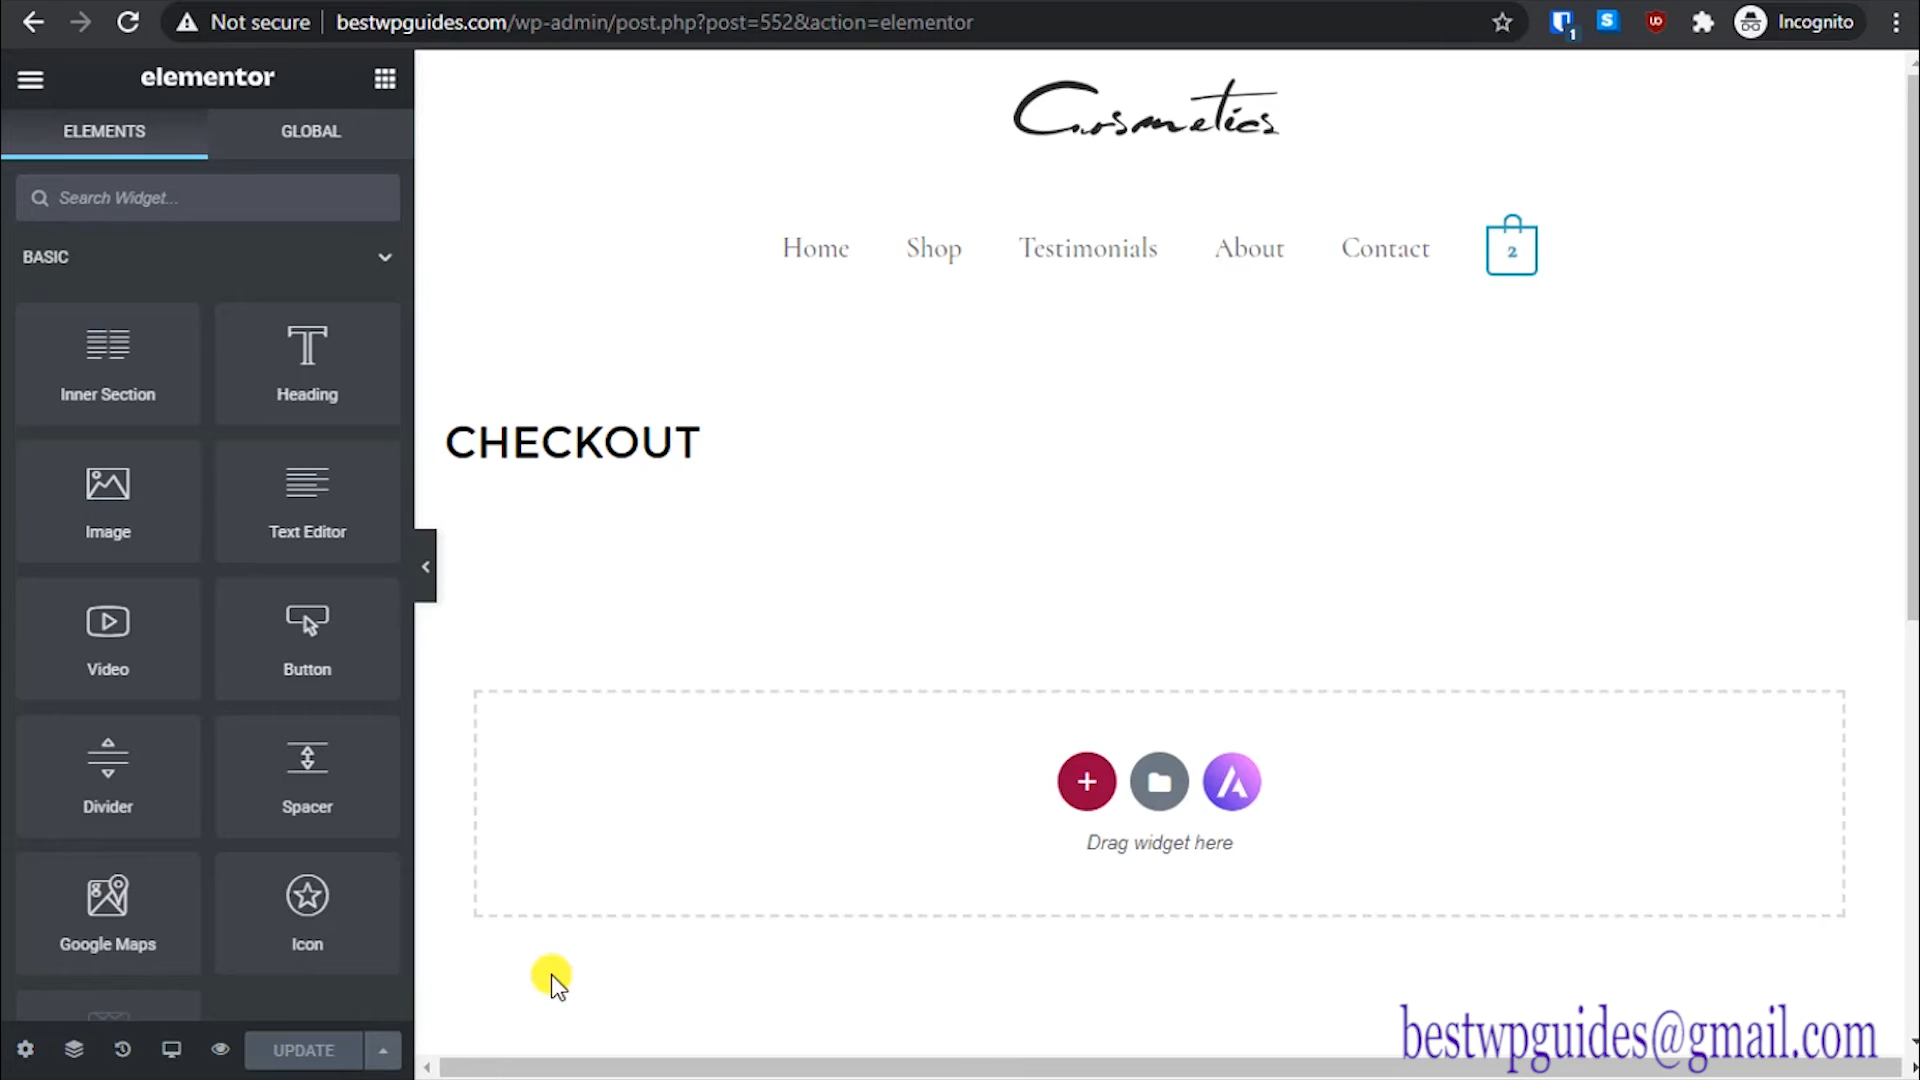 Not secure
bestwpguides.com/wp-admin/post.php?post=552&action=elementor
1
S
Incognito
elementor
ELEMENTS
GLOBAL
Search Widget...
BASIC
Inner Section
Heading
Image
Text Editor
Video
Button
Divider
Spacer
Google Maps
Icon
UPDATE
Cosmetics
Home
Shop
Testimonials
About
Contact
2
CHECKOUT
Drag widget here
bestwpguides@gmail.com